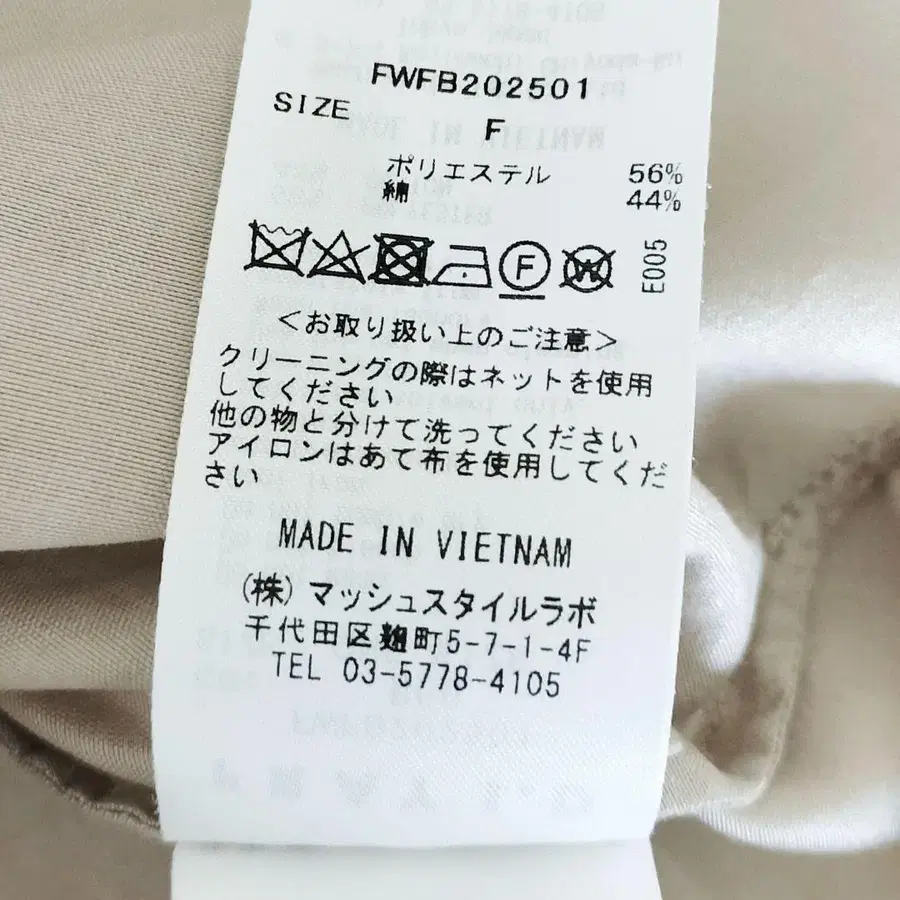 FWFB202501
SIZE F
ポリエステル 56%
綿 44%
F W E005
<お取り扱い上のご注意>
クリーニングの際はネットを使用
してください
他の物と分けて洗ってください
アイロンはあて布を使用してくだ
さい
MADE IN VIETNAM
(株) マッシュスタイルラボ
千代田区麹町5-7-1-4F
TEL 03-5778-4105